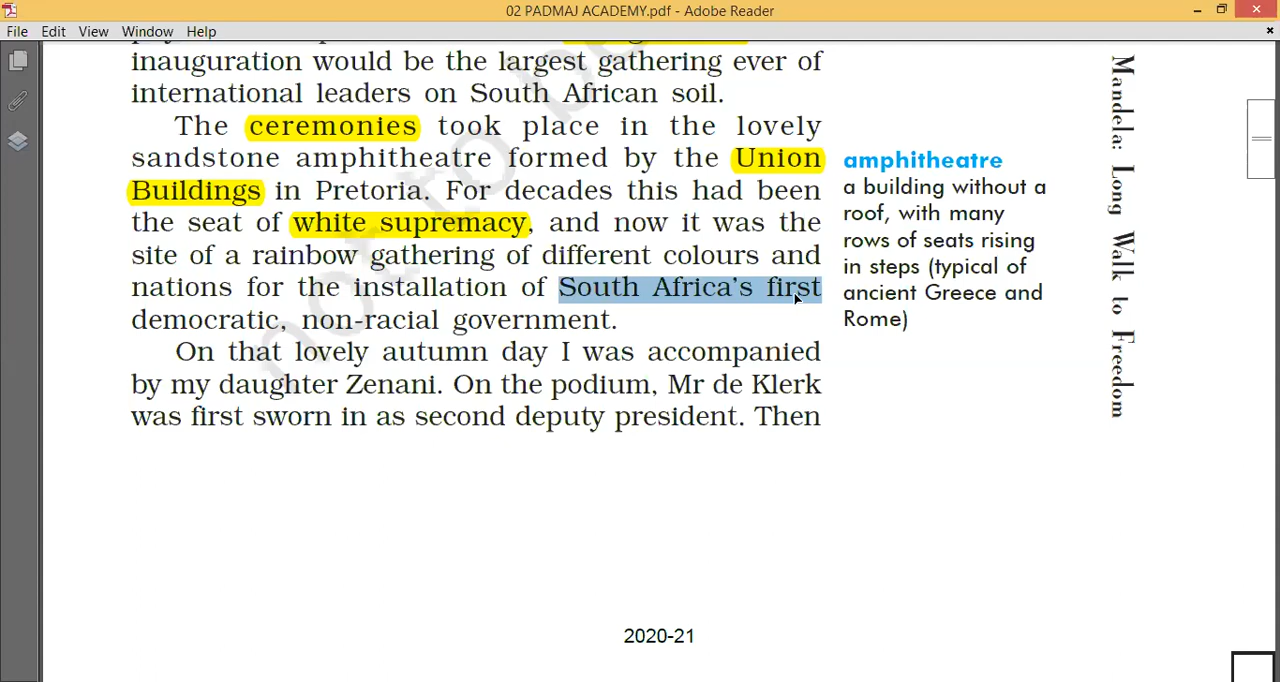 02 PADMAJ ACADEMY.pdf - Adobe Reader
File Edit View Window Help
inauguration would be the largest gathering ever of
international leaders on South African soil.
The ceremonies took place in the lovely
sandstone amphitheatre formed by the Union
Buildings in Pretoria. For decades this had been
the seat of white supremacy, and now it was the
site of a rainbow gathering of different colours and
nations for the installation of South Africa's first
democratic, non-racial government.
On that lovely autumn day I was accompanied
by my daughter Zenani. On the podium, Mr de Klerk
was first sworn in as second deputy president. Then
amphitheatre
a building without a
roof, with many
rows of seats rising
in steps (typical of
ancient Greece and
Rome)
Mandela: Long Walk to Freedom
not to be
2020-21